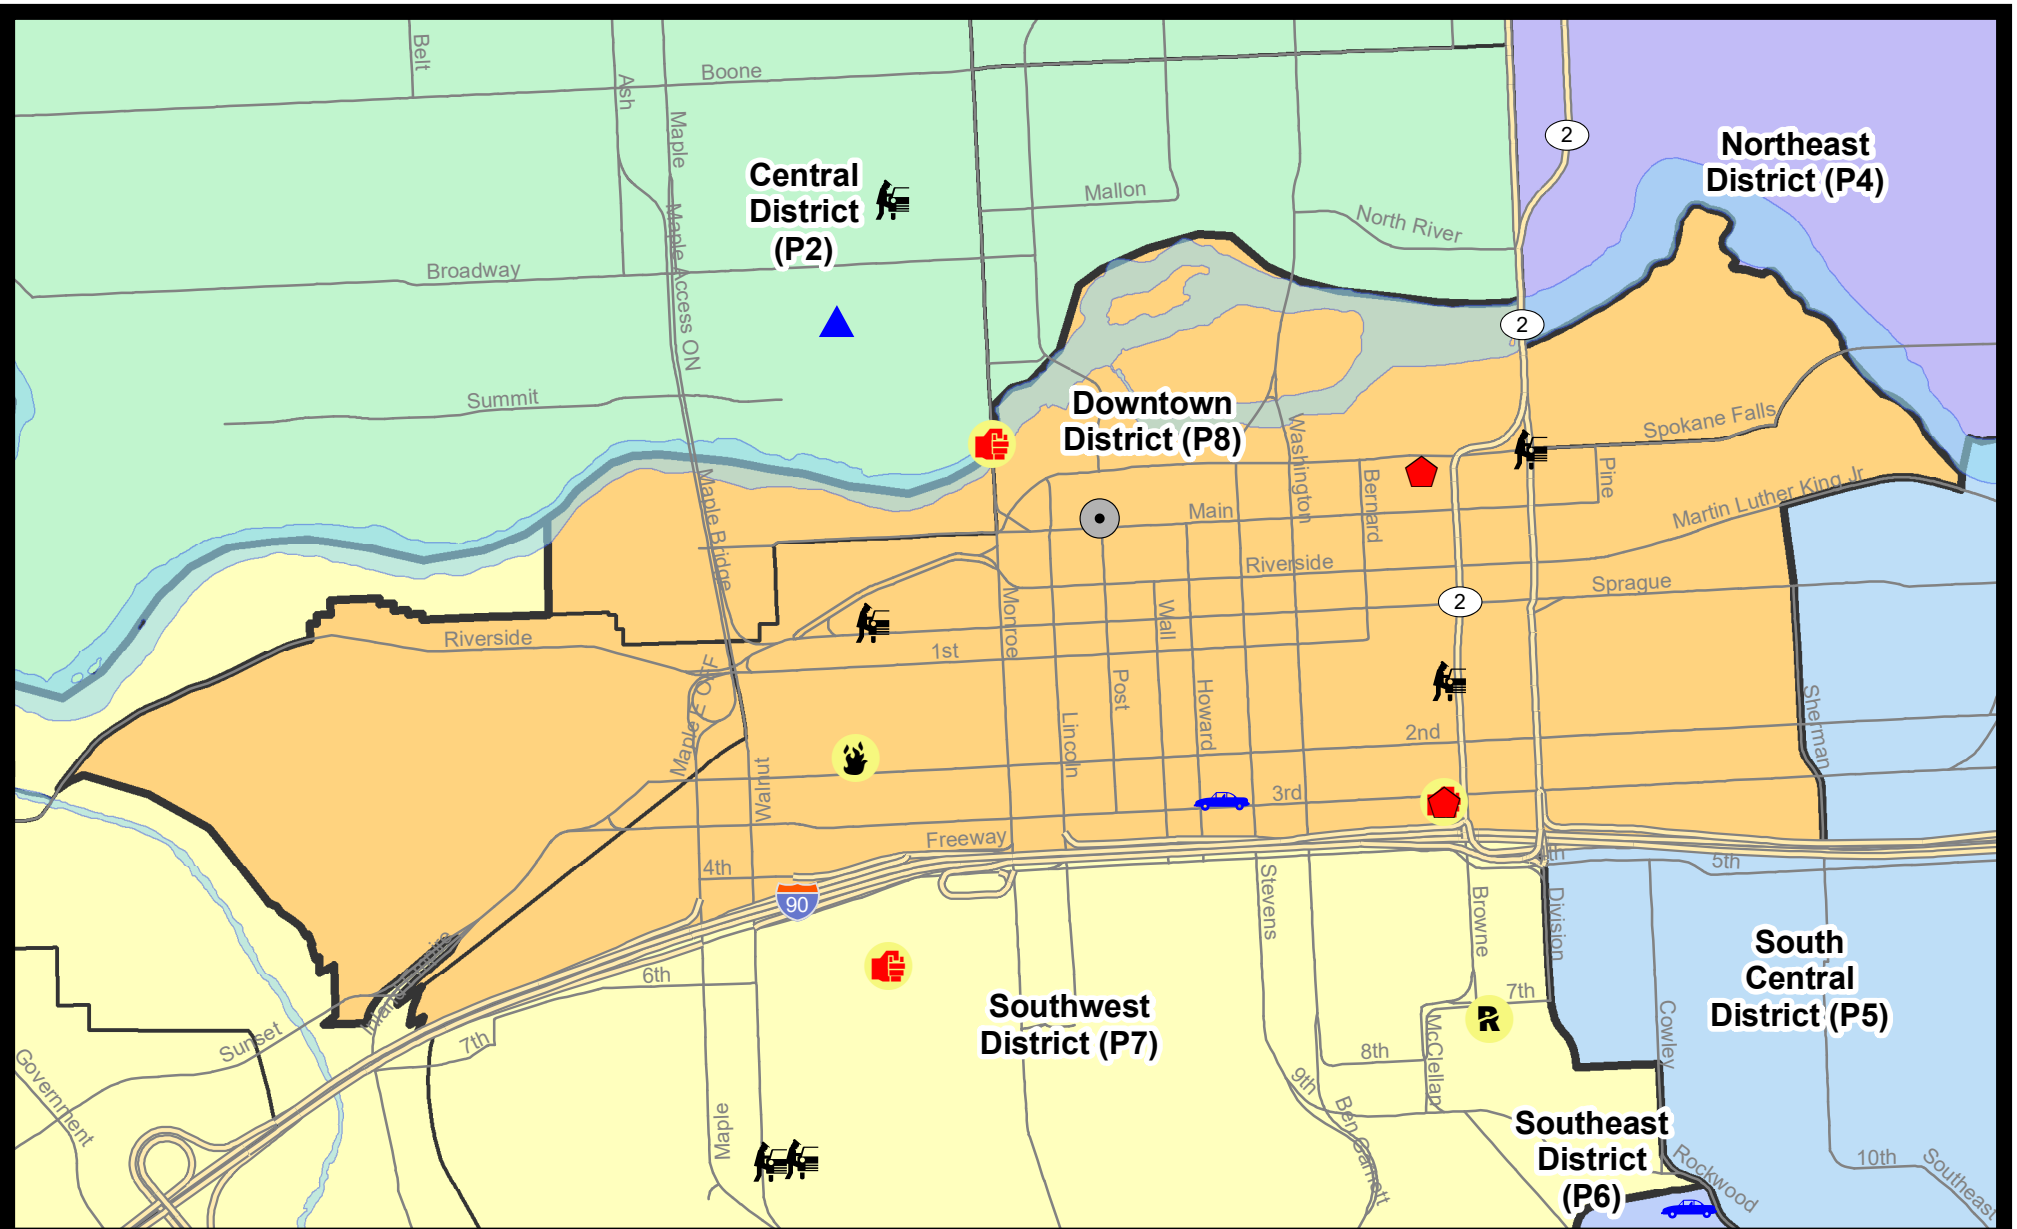 Belt
Ash
Boone
Maple
2
Northeast
District (P4)
Central
District
(P2)
Mallon
North River
Maple Access ON
Broadway
2
Summit
Downtown
District (P8)
Washington
Spokane Falls
Pine
Bernard
Main
Martin Luther King Jr
Maple Bridge
Riverside
Sprague
2
Monroe
Wall
Riverside
1st
Post
Howard
Maple E OFF
Lincoln
2nd
Sherman
Walnut
3rd
Freeway
4th
4th
5th
90
Stevens
Browne
Division
South
Central
District (P5)
Inland Empire
6th
Southwest
District (P7)
7th
Cowley
Sunset
7th
McClellan
8th
Government
9th
Ben Garnett
Maple
Southeast
District
(P6)
Rockwood
10th
Southeast
R